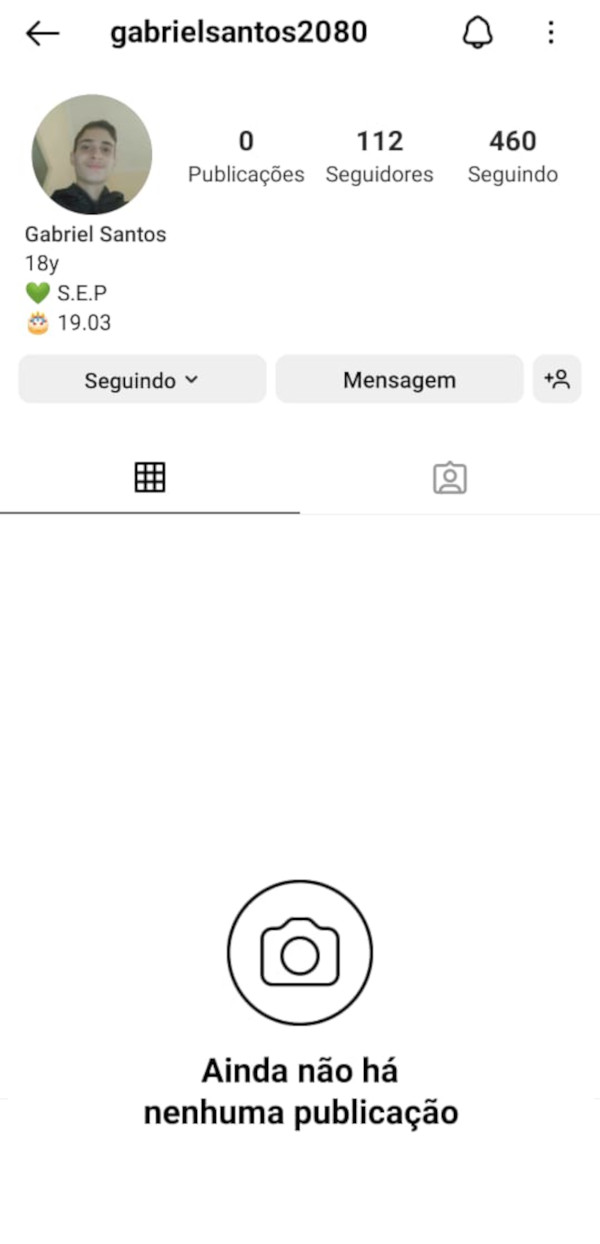 gabrielsantos2080
0 112 460
Publicações Seguidores Seguindo
Gabriel Santos
18y
💚 S.E.P
🎂 19.03
Seguindo Mensagem
Ainda não há
nenhuma publicação